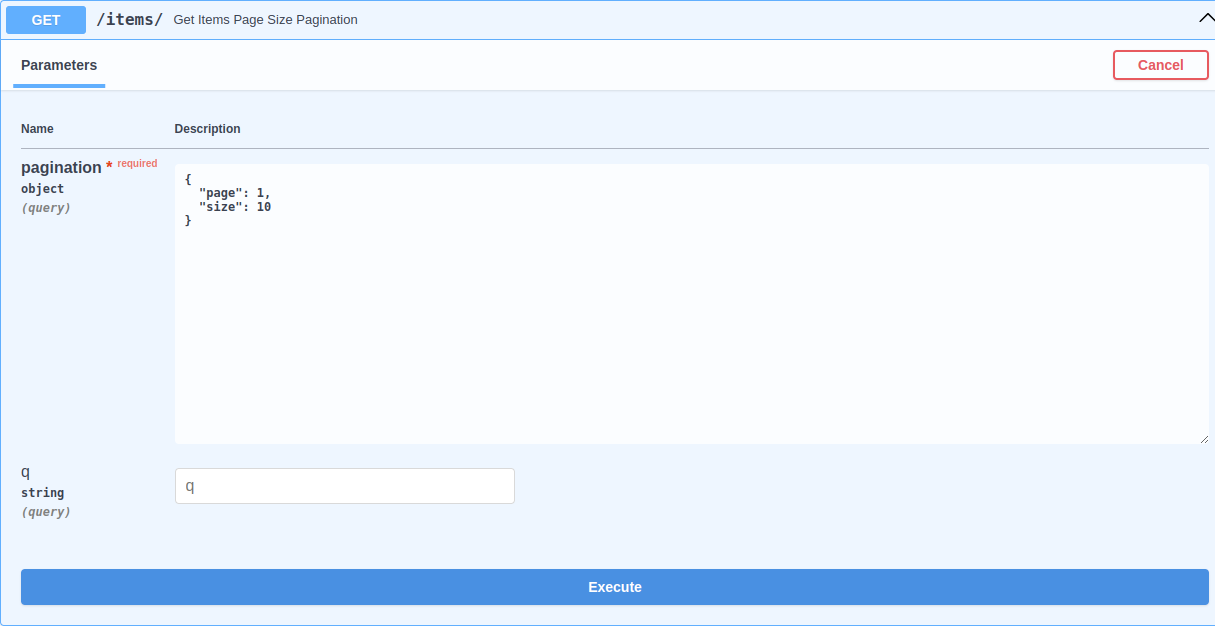 GET /items/ Get Items Page Size Pagination
Parameters
Cancel
Name Description
pagination * required
object
(query)
{
  "page": 1,
  "size": 10
}
q
string
(query)
q
Execute